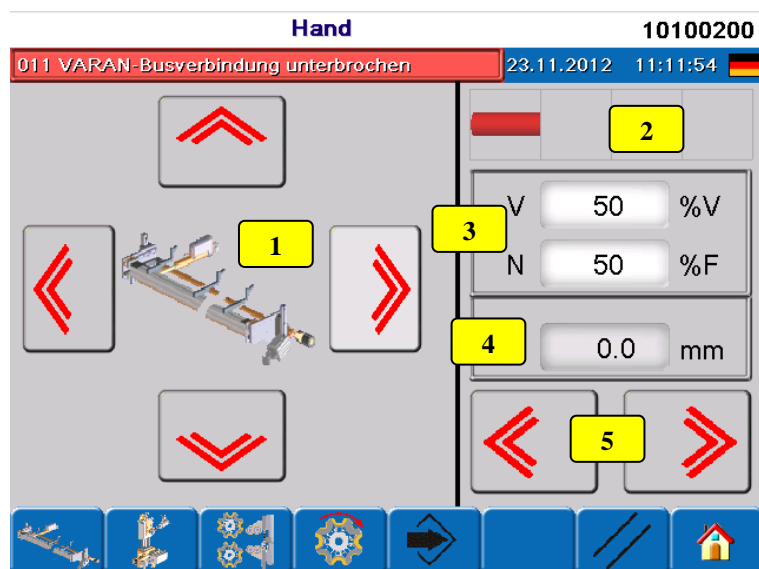 Hand 10100200
011 VARAN-Busverbindung unterbrochen 23.11.2012 11:11:54
2
1
3
V 50 %V
N 50 %F
4
0.0 mm
5